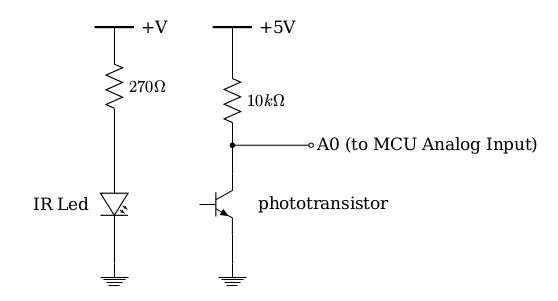 +V
+5V
270Ω
10kΩ
A0 (to MCU Analog Input)
IR Led
phototransistor